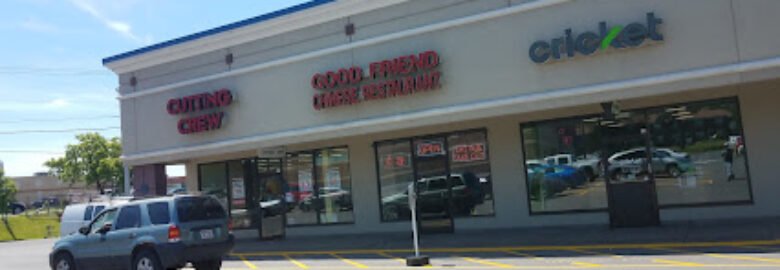 CUTTING
CREW
GOOD FRIEND
CHINESE RESTAURANT
cricket
OPEN